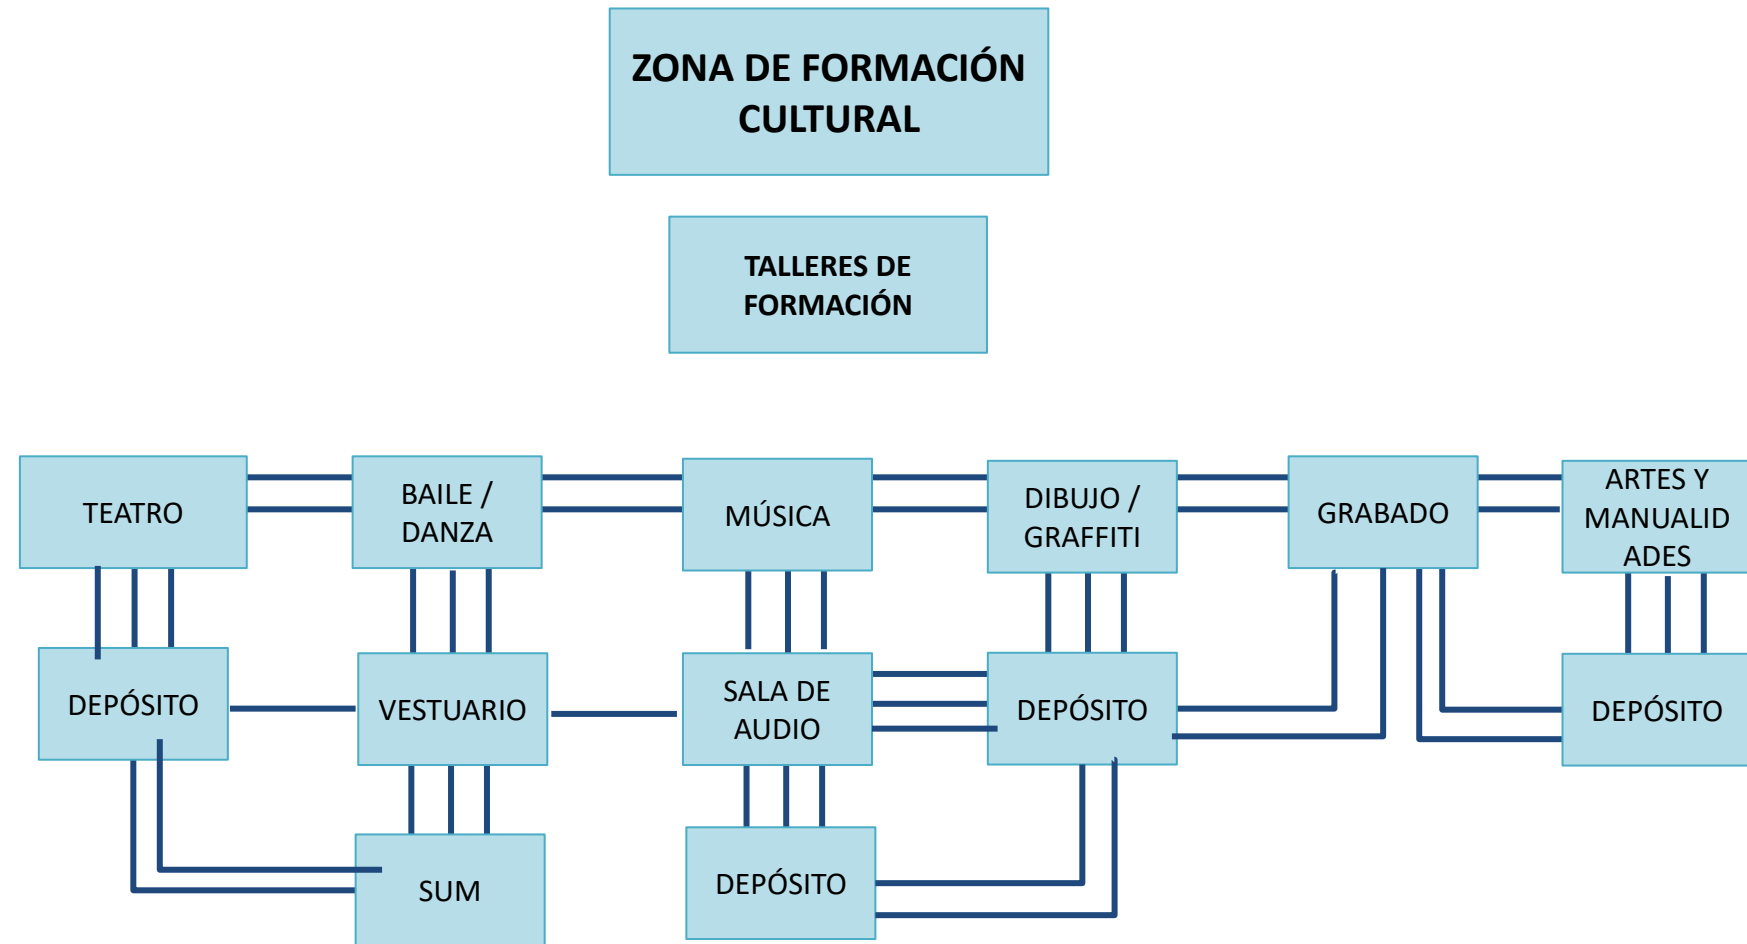 ZONA DE FORMACIÓN
CULTURAL
TALLERES DE
FORMACIÓN
TEATRO
BAILE /
DANZA
MÚSICA
DIBUJO /
GRAFFITI
GRABADO
ARTES Y
MANUALID
ADES
DEPÓSITO
VESTUARIO
SALA DE
AUDIO
DEPÓSITO
DEPÓSITO
SUM
DEPÓSITO